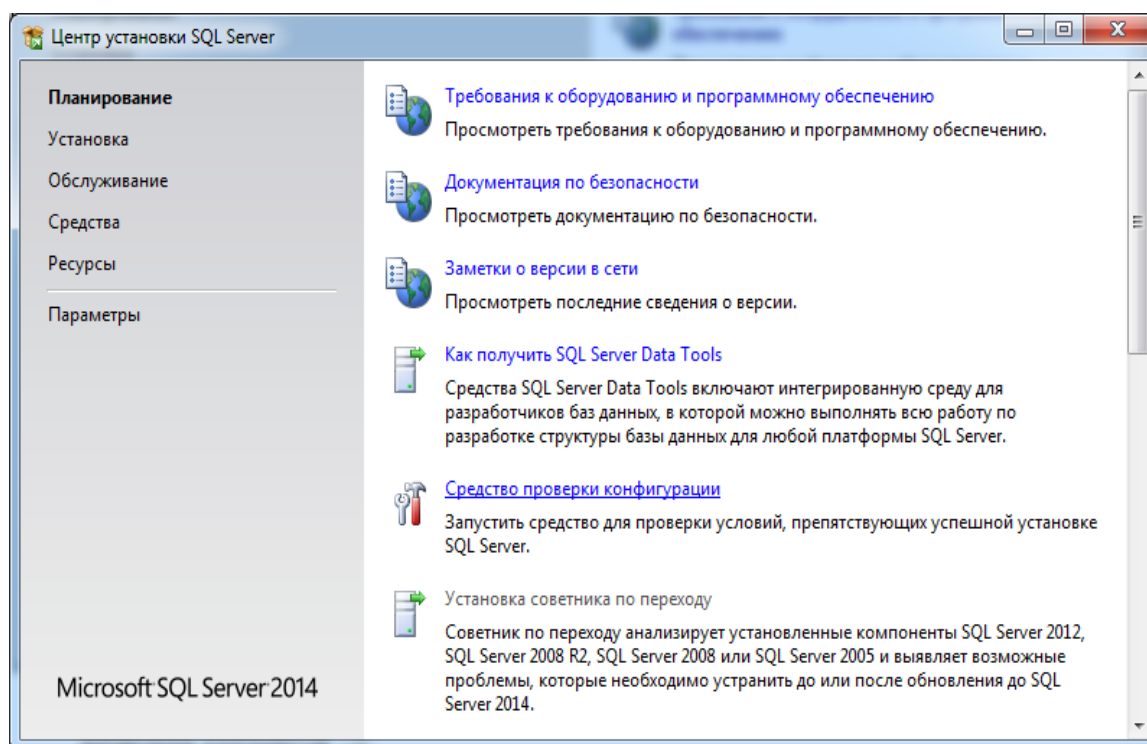 Центр установки SQL Server
Планирование
Установка
Обслуживание
Средства
Ресурсы
Параметры
Microsoft SQL Server 2014
Требования к оборудованию и программному обеспечению
Просмотреть требования к оборудованию и программному обеспечению.
Документация по безопасности
Просмотреть документацию по безопасности.
Заметки о версии в сети
Просмотреть последние сведения о версии.
Как получить SQL Server Data Tools
Средства SQL Server Data Tools включают интегрированную среду для
разработчиков баз данных, в которой можно выполнять всю работу по
разработке структуры базы данных для любой платформы SQL Server.
Средство проверки конфигурации
Запустить средство для проверки условий, препятствующих успешной установке
SQL Server.
Установка советника по переходу
Советник по переходу анализирует установленные компоненты SQL Server 2012,
SQL Server 2008 R2, SQL Server 2008 или SQL Server 2005 и выявляет возможные
проблемы, которые необходимо устранить до или после обновления до SQL
Server 2014.